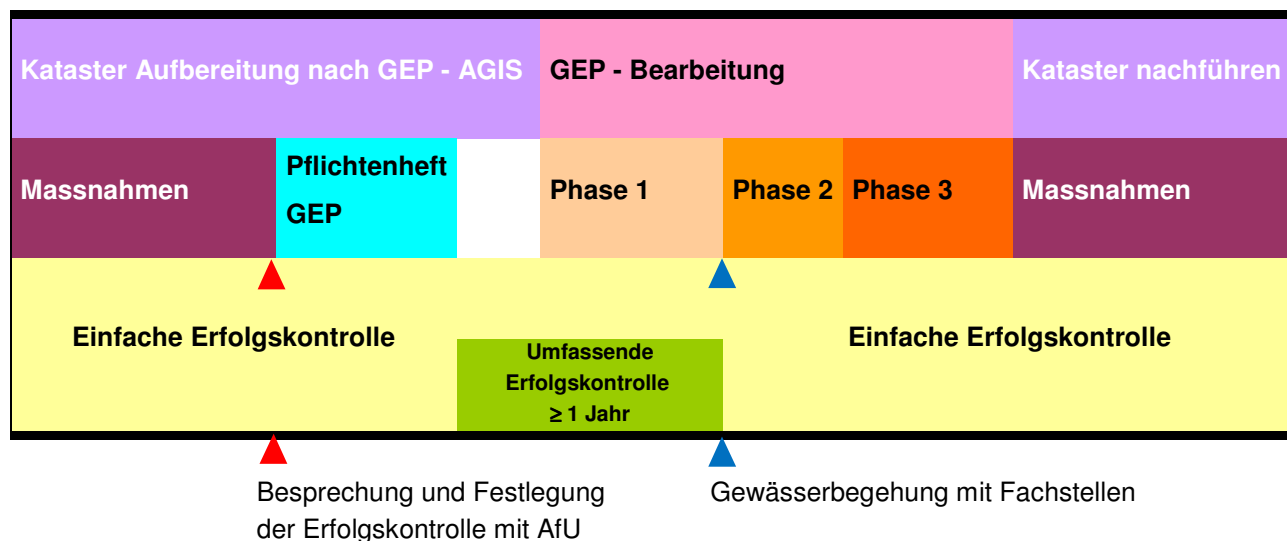 Kataster Aufbereitung nach GEP - AGIS
GEP - Bearbeitung
Kataster nachführen
Massnahmen
Pflichtenheft
GEP
Phase 1
Phase 2
Phase 3
Massnahmen
Einfache Erfolgskontrolle
Umfassende
Erfolgskontrolle
≥ 1 Jahr
Einfache Erfolgskontrolle
Besprechung und Festlegung
der Erfolgskontrolle mit AfU
Gewässerbegehung mit Fachstellen